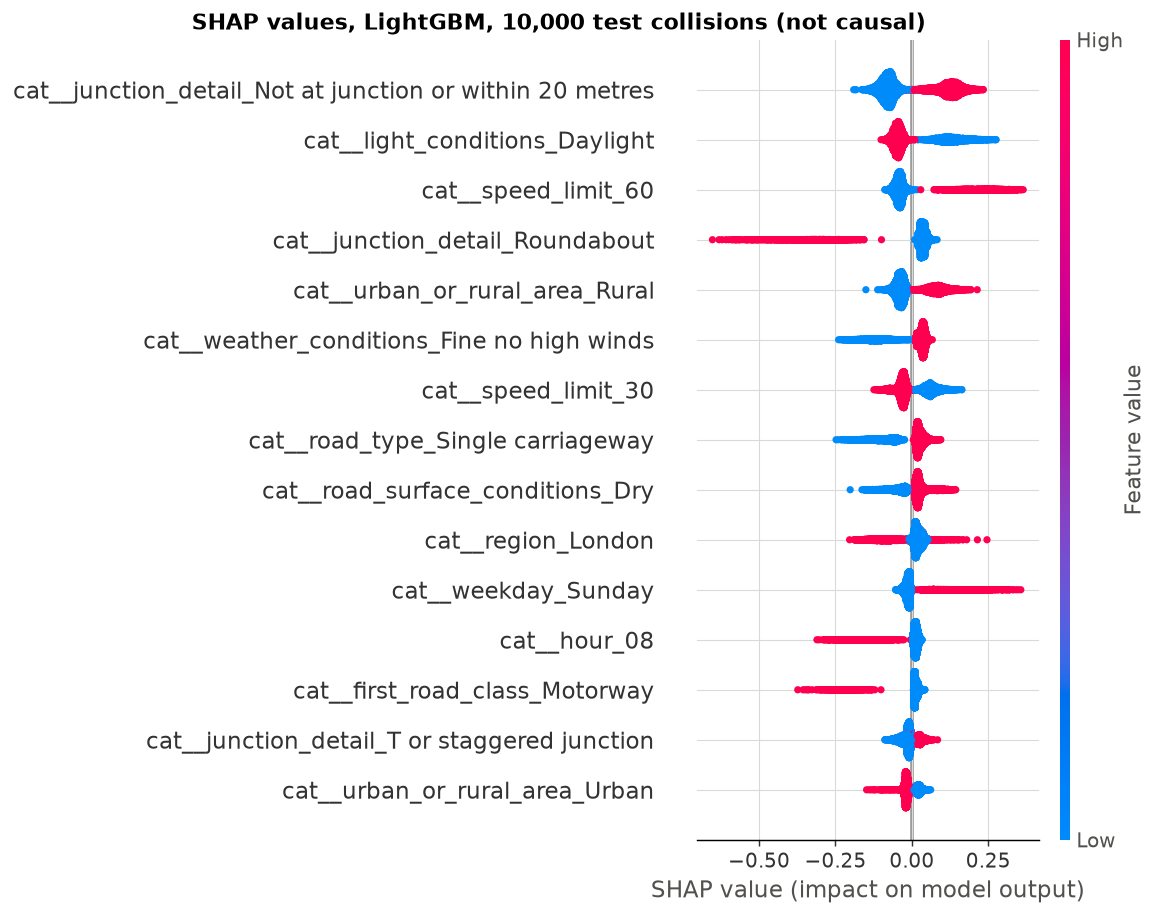 SHAP values, LightGBM, 10,000 test collisions (not causal)
High
cat__junction_detail_Not at junction or within 20 metres
cat__light_conditions_Daylight
cat__speed_limit_60
cat__junction_detail_Roundabout
cat__urban_or_rural_area_Rural
cat__weather_conditions_Fine no high winds
cat__speed_limit_30
cat__road_type_Single carriageway
cat__road_surface_conditions_Dry
cat__region_London
cat__weekday_Sunday
cat__hour_08
cat__first_road_class_Motorway
cat__junction_detail_T or staggered junction
cat__urban_or_rural_area_Urban
Feature value
Low
−0.50 −0.25 0.00 0.25
SHAP value (impact on model output)